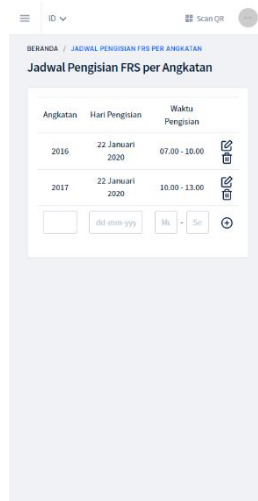 ID Scan QR
BERANDA / JADWAL PENGISIAN FRS PER ANGKATAN
Jadwal Pengisian FRS per Angkatan
Angkatan Hari Pengisian Waktu Pengisian
2016 22 Januari 2020 07.00 - 10.00
2017 22 Januari 2020 10.00 - 13.00
dd-mm-yyy Mu - Se